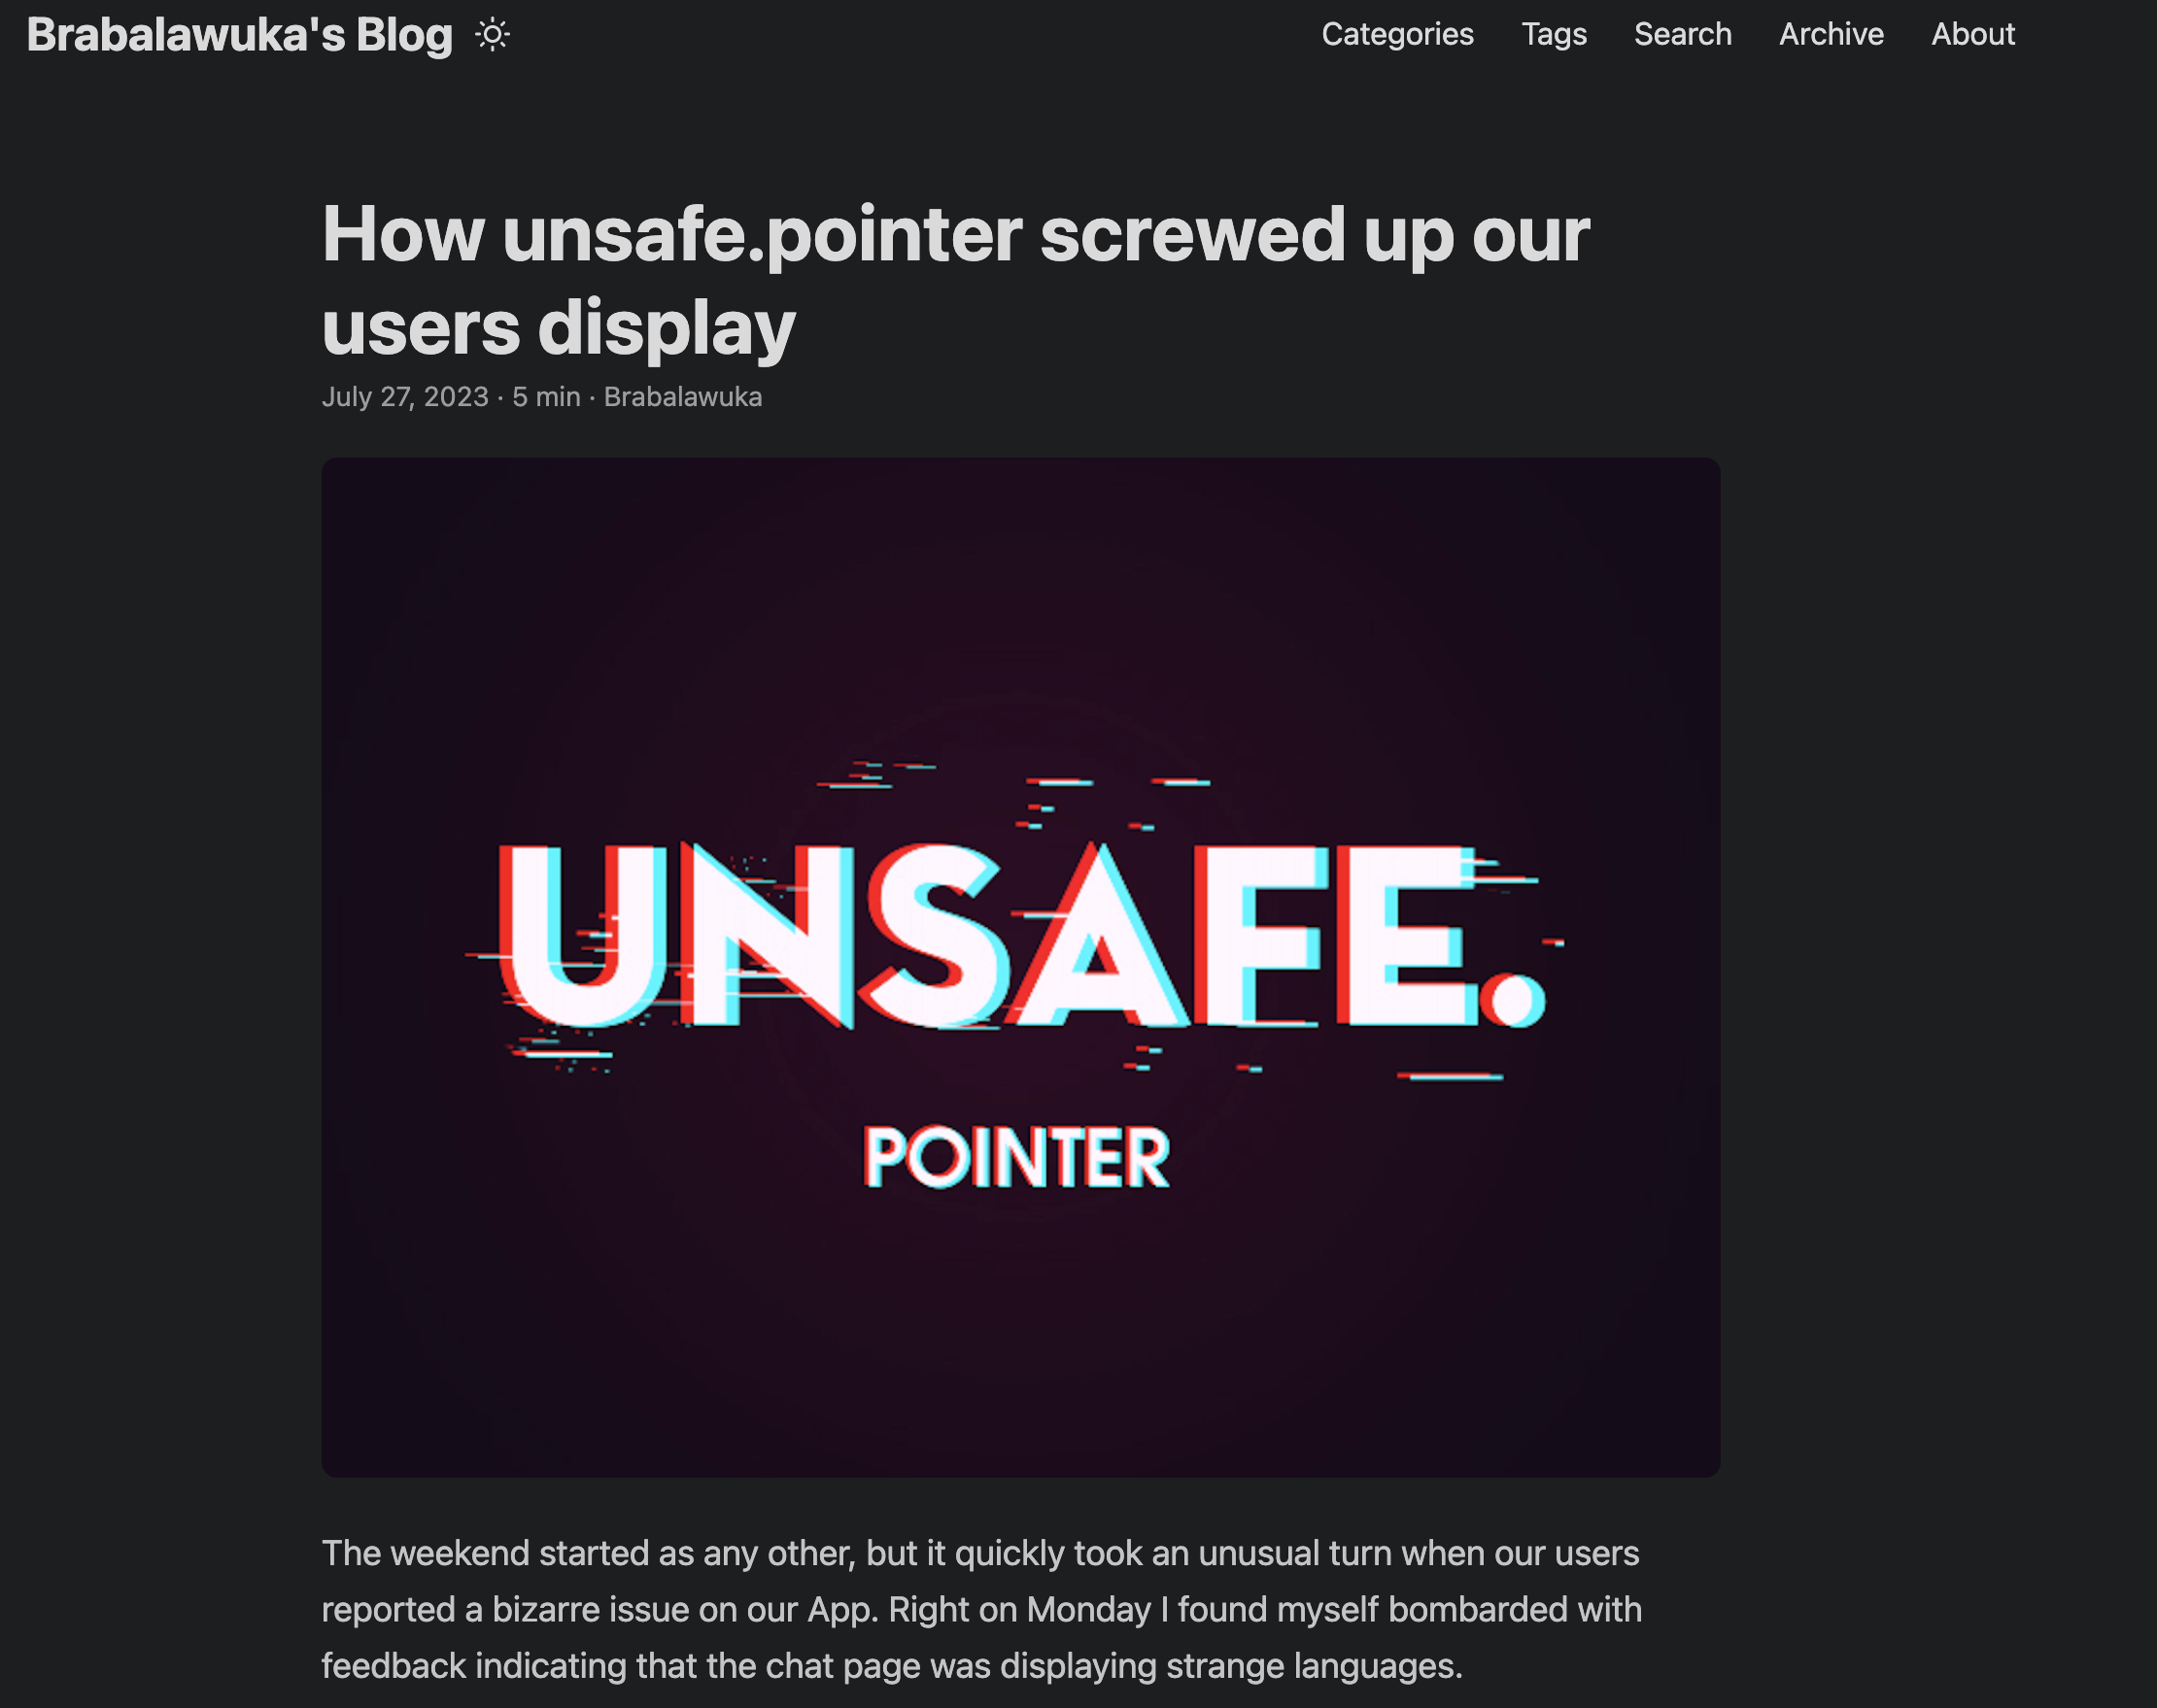 Brabalawuka's Blog
Categories Tags Search Archive About
How unsafe.pointer screwed up our
users display
July 27, 2023 · 5 min · Brabalawuka
UNSAFE.
POINTER
The weekend started as any other, but it quickly took an unusual turn when our users
reported a bizarre issue on our App. Right on Monday I found myself bombarded with
feedback indicating that the chat page was displaying strange languages.